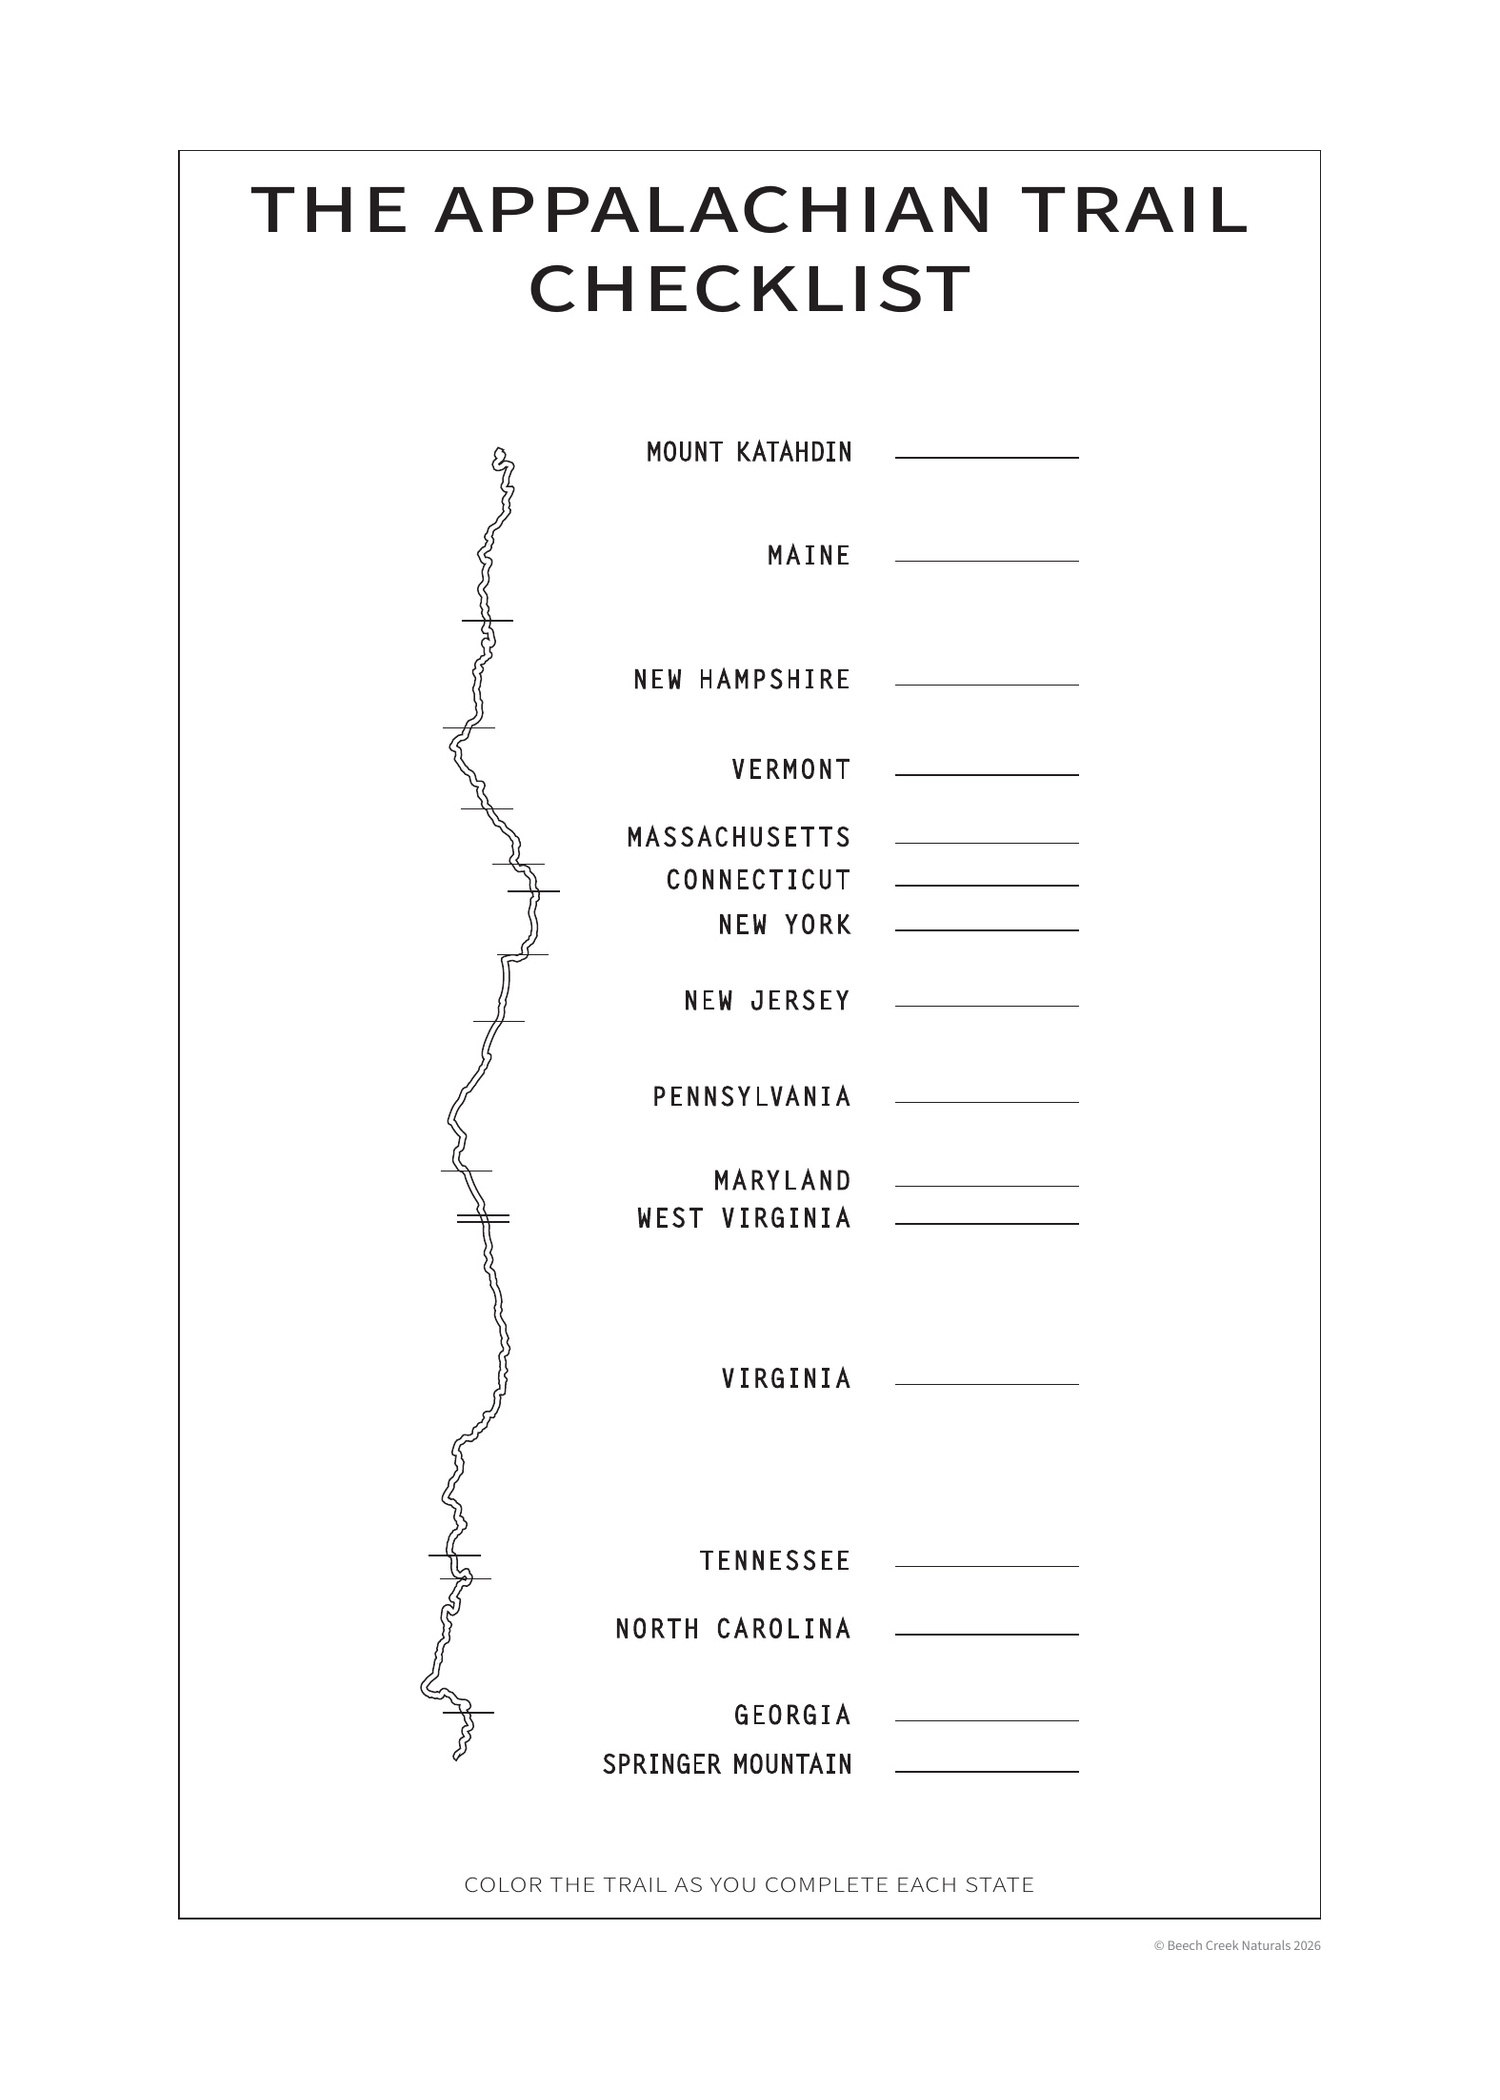 THE APPALACHIAN TRAIL
CHECKLIST
MOUNT KATAHDIN
MAINE
NEW HAMPSHIRE
VERMONT
MASSACHUSETTS
CONNECTICUT
NEW YORK
NEW JERSEY
PENNSYLVANIA
MARYLAND
WEST VIRGINIA
VIRGINIA
TENNESSEE
NORTH CAROLINA
GEORGIA
SPRINGER MOUNTAIN
COLOR THE TRAIL AS YOU COMPLETE EACH STATE
© Beech Creek Naturals 2026